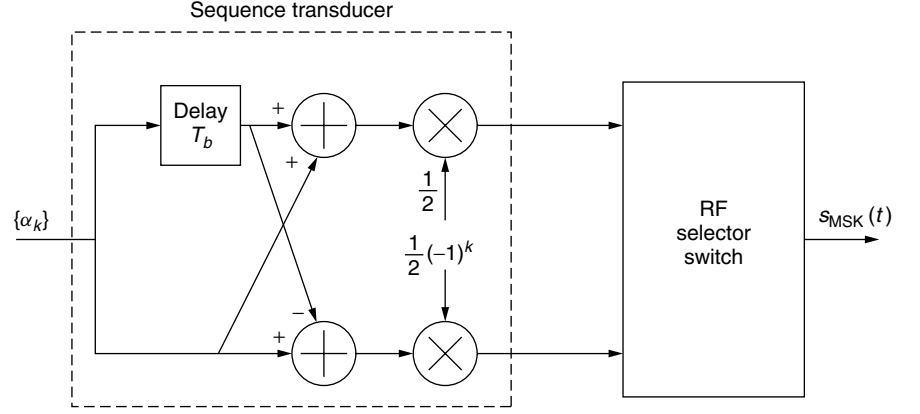 Sequence transducer
Delay
T_b
+
+
{α_k}
1/2
1/2 (−1)^k
−
+
RF
selector
switch
s_MSK (t)